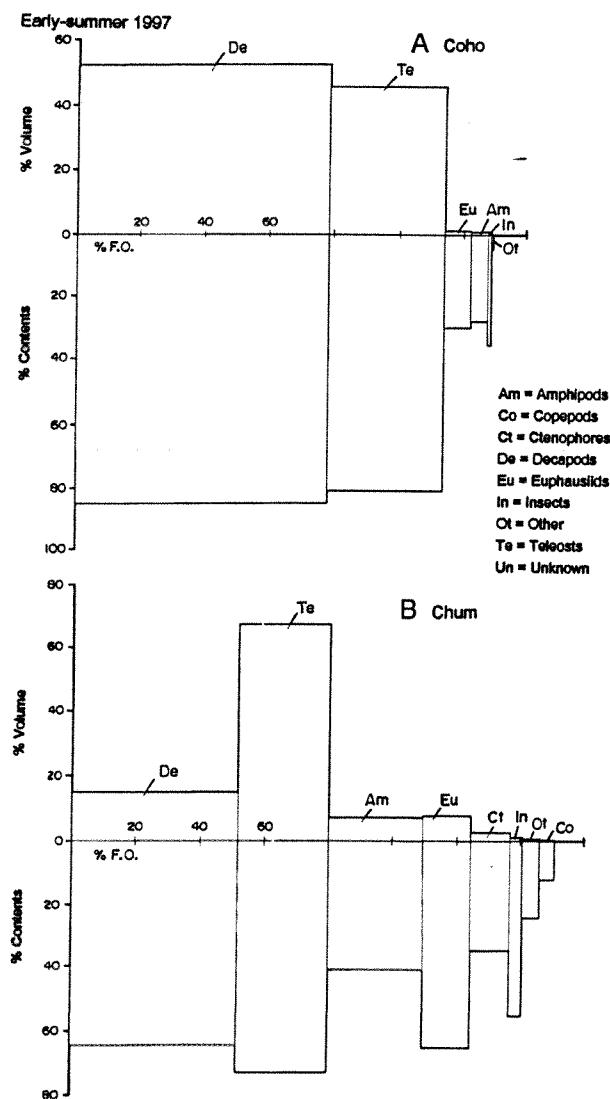 Early-summer 1997
A Coho
60
De
Te
40
% Volume
20
Eu
Am
In
0
20
40
60
% F.O.
Ot
20
40
% Contents
60
80
100
Am = Amphipods
Co = Copepods
Ct = Ctenophores
De = Decapods
Eu = Euphausiids
In = Insects
Ot = Other
Te = Teleosts
Un = Unknown
B Chum
80
Te
60
% Volume
40
20
De
Am
Eu
Ct
In
Ot
Co
0
20
40
60
% F.O.
20
% Contents
40
60
80